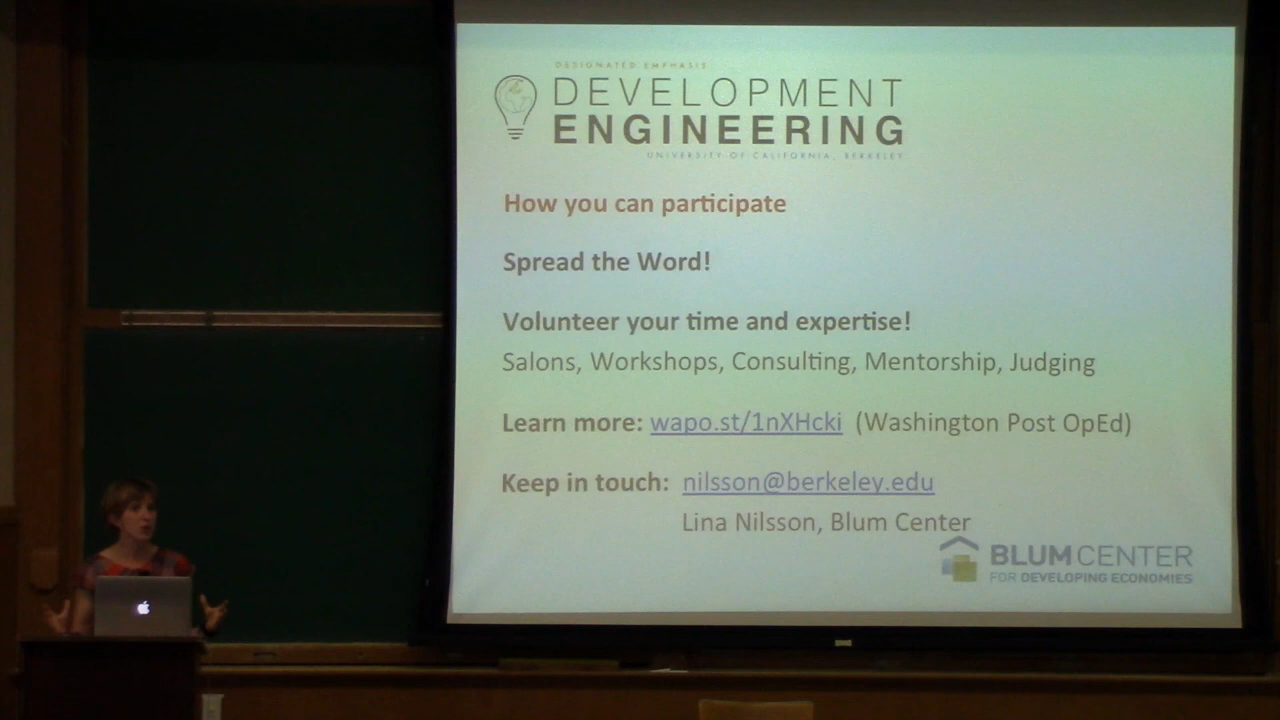 DESIGNATED EMPHASIS
DEVELOPMENT
ENGINEERING
UNIVERSITY OF CALIFORNIA, BERKELEY
How you can participate
Spread the Word!
Volunteer your time and expertise!
Salons, Workshops, Consulting, Mentorship, Judging
Learn more: wapo.st/1nXHcki (Washington Post OpEd)
Keep in touch: nilsson@berkeley.edu
Lina Nilsson, Blum Center
BLUM CENTER
FOR DEVELOPING ECONOMIES